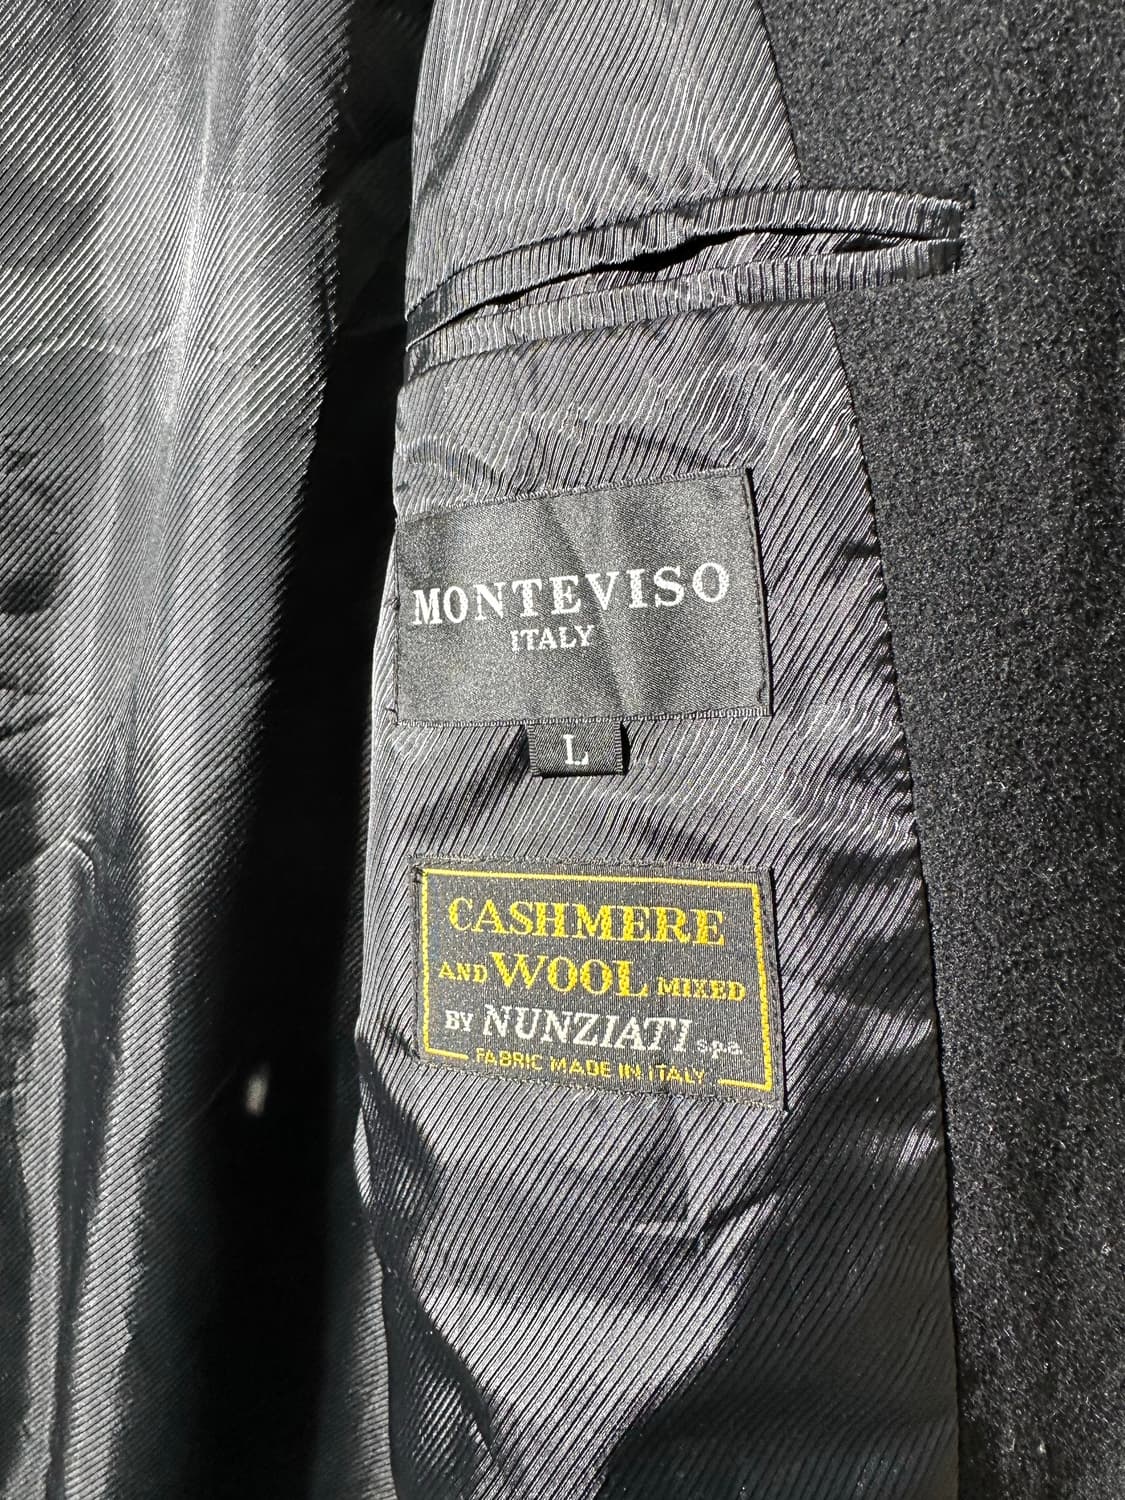 MONTEVISO
ITALY
L
CASHMERE
AND WOOL MIXED
BY NUNZIATI s.p.a.
FABRIC MADE IN ITALY